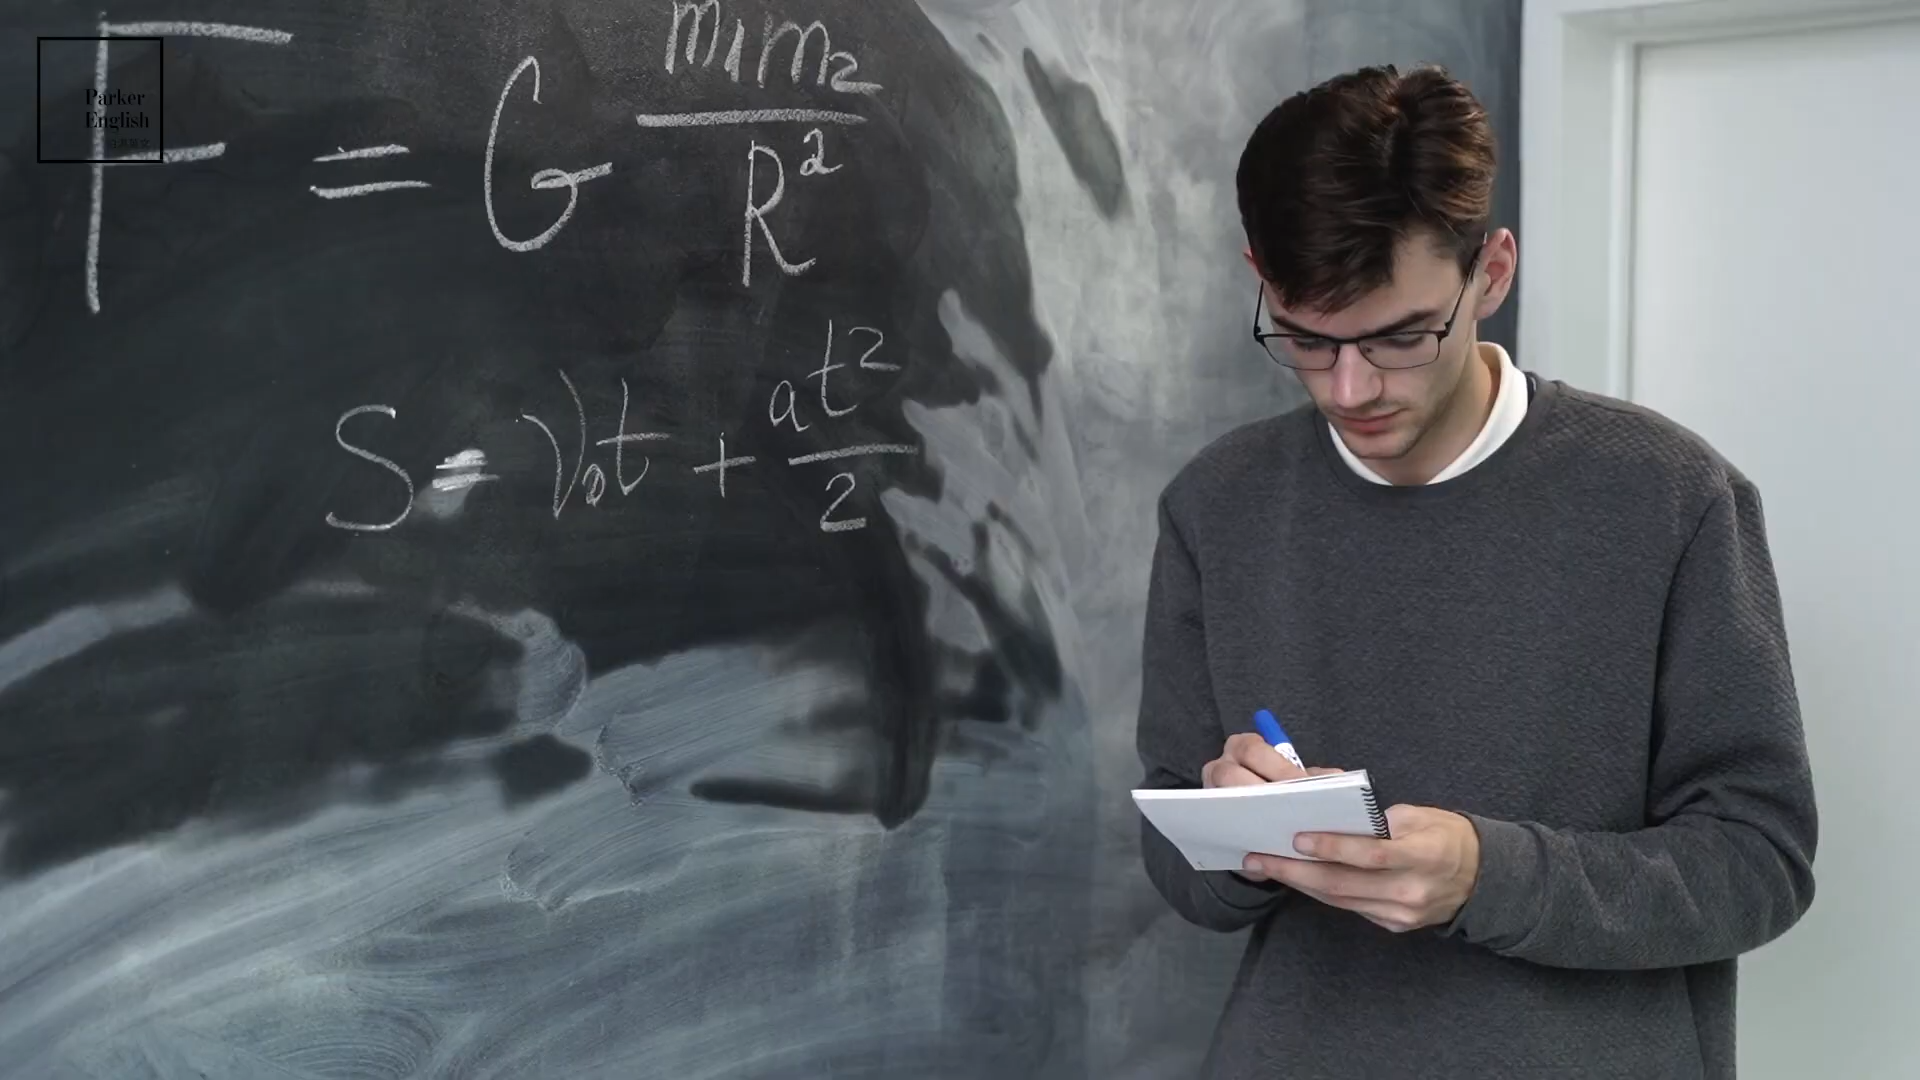 Parker
English
F = G m₁m₂ / R²
S = V₀t + at² / 2